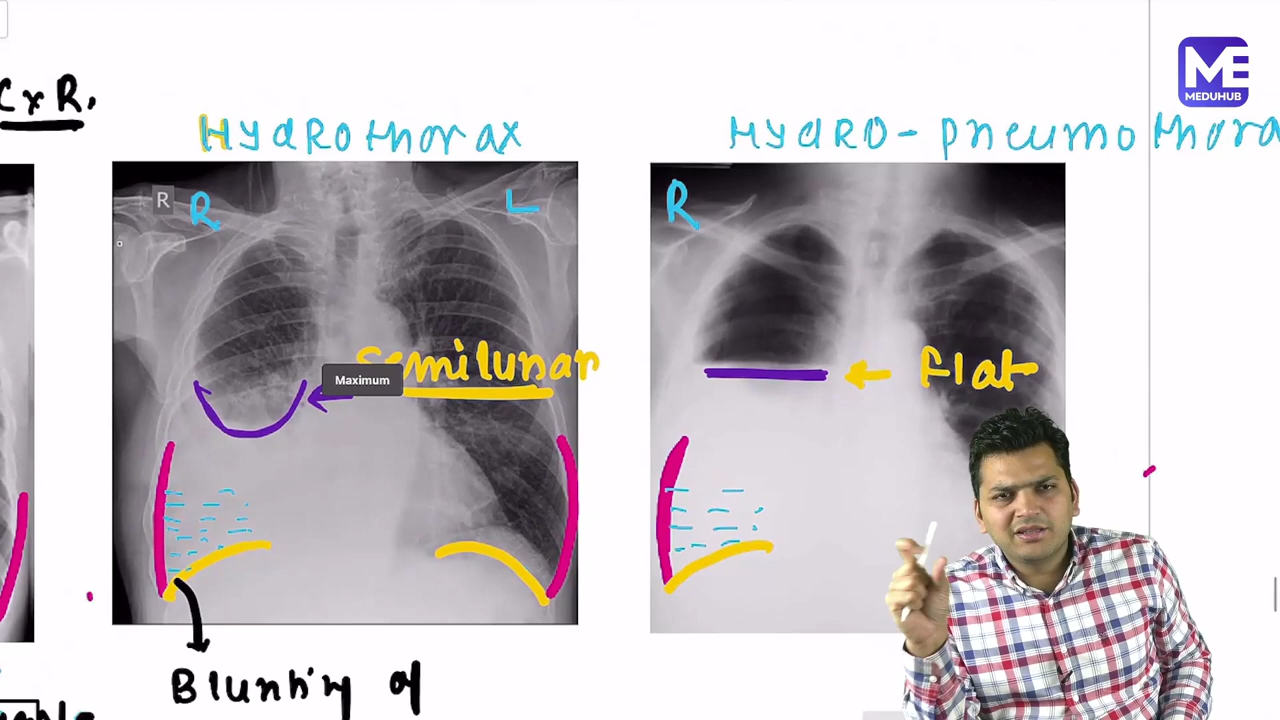 ME
MEDUHUB
CxR.
HydRothorax
HydRO-pneumothora
R
R
L
R
Semilunar
Maximum
Flat
Blunting of